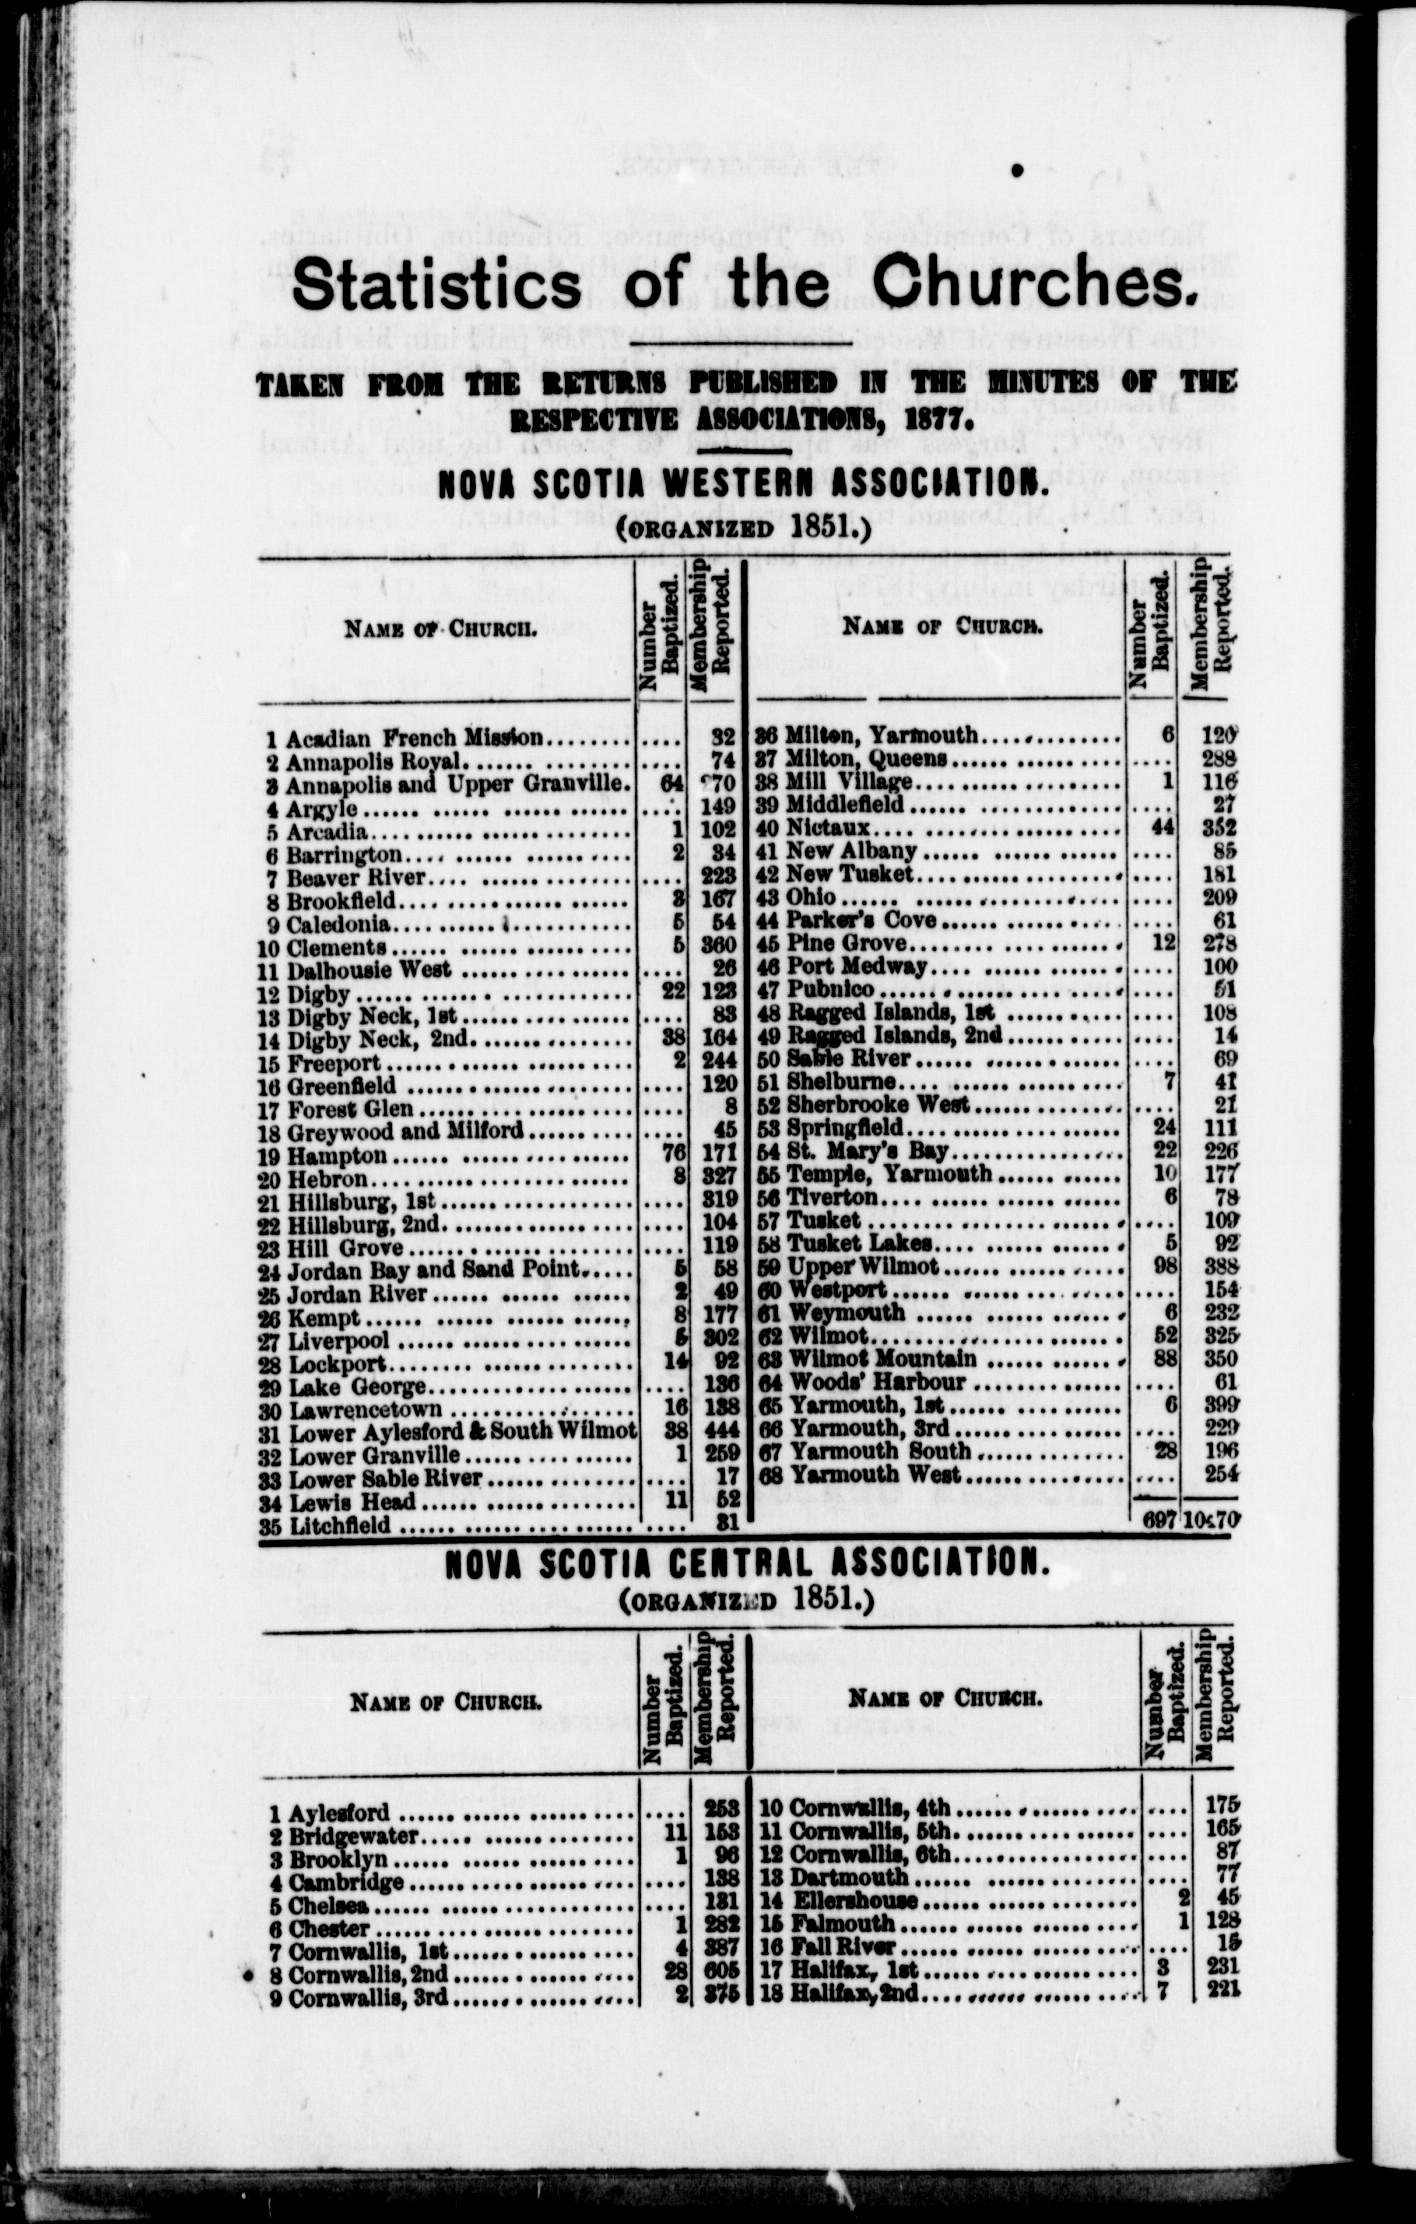 Statistics of the Churches.
TAKEN FROM THE RETURNS PUBLISHED IN THE MINUTES OF THE
RESPECTIVE ASSOCIATIONS, 1877.
NOVA SCOTIA WESTERN ASSOCIATION.
(ORGANIZED 1851.)
NAME OF CHURCH.
Number Baptized.
Membership Reported.
1 Acadian French Mission........ .... 32
2 Annapolis Royal. ...... ......... .... 74
3 Annapolis and Upper Granville. 64 70
4 Argyle...... ...... ...... ...... .... 149
5 Arcadia.... ...... ...... ...... 1 102
6 Barrington.... ...... ...... .... 2 34
7 Beaver River.... ...... ......... .... 223
8 Brookfield.... ...... ...... ...... 3 167
9 Caledonia.... ...... ............ 5 54
10 Clements...... ...... ...... .... 5 360
11 Dalhousie West ...... .......... .... 26
12 Digby...... ...... ...... ...... 22 123
13 Digby Neck, 1st...... .......... .... 83
14 Digby Neck, 2nd. ...... ........ 38 164
15 Freeport...... ...... .......... 2 244
16 Greenfield ...... ...... ........ .... 120
17 Forest Glen ...... ...... ...... .... 8
18 Greywood and Milford.......... .... 45
19 Hampton...... ...... .......... 76 171
20 Hebron.... ...... ...... ...... 8 327
21 Hillsburg, 1st...... ............ .... 319
22 Hillsburg, 2nd. ...... .......... .... 104
23 Hill Grove...... ...... ........ .... 119
24 Jordan Bay and Sand Point...... 5 58
25 Jordan River...... ...... ...... 2 49
26 Kempt...... ...... ...... ...... 8 177
27 Liverpool ...... ...... ........ 5 302
28 Lockport........ ...... ........ 14 92
29 Lake George.... ...... ........ .... 136
30 Lawrencetown ...... .......... 16 138
31 Lower Aylesford & South Wilmot 38 444
32 Lower Granville...... .......... 1 259
33 Lower Sable River...... ........ .... 17
34 Lewis Head...... ...... ........ 11 52
35 Litchfield ...... ...... .... ...... .... 31
NAME OF CHURCH.
Number Baptized.
Membership Reported.
36 Milton, Yarmouth.... .......... 6 120
37 Milton, Queens...... .......... .... 288
38 Mill Village.... ...... .......... 1 116
39 Middlefield ...... .............. .... 27
40 Nictaux.... ...... .............. 44 352
41 New Albany ...... ...... ...... .... 85
42 New Tusket.... ................ .... 181
43 Ohio...... ...... ...... ........ .... 209
44 Parker's Cove...... ............ .... 61
45 Pine Grove........ ............ 12 278
46 Port Medway.... ...... ........ .... 100
47 Pubnico ...... ...... .......... .... 51
48 Ragged Islands, 1st ...... ...... .... 108
49 Ragged Islands, 2nd...... ...... .... 14
50 Sable River...... ...... ........ .... 69
51 Shelburne.... ...... .......... 7 41
52 Sherbrooke West...... ........ .... 21
53 Springfield.... ...... .......... 24 111
54 St. Mary's Bay...... ............ 22 226
55 Temple, Yarmouth ...... ...... 10 177
56 Tiverton.... ...... ...... ...... 6 78
57 Tusket ........ ................ .... 109
58 Tusket Lakes.... ...... ........ 5 92
59 Upper Wilmot...... ...... ...... 98 388
60 Westport ...... ...... .... ...... .... 154
61 Weymouth ...... ...... ........ 6 232
62 Wilmot.... ...... .............. 52 325
63 Wilmot Mountain ...... ........ 88 350
64 Woods' Harbour ...... .......... .... 61
65 Yarmouth, 1st...... ...... ...... 6 399
66 Yarmouth, 3rd...... .......... .... 229
67 Yarmouth South ...... ........ 28 196
68 Yarmouth West...... .......... .... 254
697
NOVA SCOTIA CENTRAL ASSOCIATION.
(ORGANIZED 1851.)
NAME OF CHURCH.
Number Baptized.
Membership Reported.
1 Aylesford ...... ...... .......... .... 253
2 Bridgewater..... ...... ........ 11 153
3 Brooklyn...... ...... .......... 1 96
4 Cambridge...... ...... ........ .... 138
5 Chelsea...... ...... ............ .... 131
6 Chester...... .... .............. 1 282
7 Cornwallis, 1st...... .......... 4 387
8 Cornwallis, 2nd...... .......... 28 605
9 Cornwallis, 3rd...... .......... 2 375
NAME OF CHURCH.
Number Baptized.
Membership Reported.
10 Cornwallis, 4th...... .......... .... 175
11 Cornwallis, 5th. ...... ........ .... 165
12 Cornwallis, 6th.... ............ .... 87
13 Dartmouth ...... .............. .... 77
14 Ellershouse...... .............. 2 45
15 Falmouth...... ...... .......... 1 128
16 Fall River...... ...... .......... .... 15
17 Halifax, 1st...... .... .......... 3 231
18 Halifax, 2nd.... ...... .......... 7 221